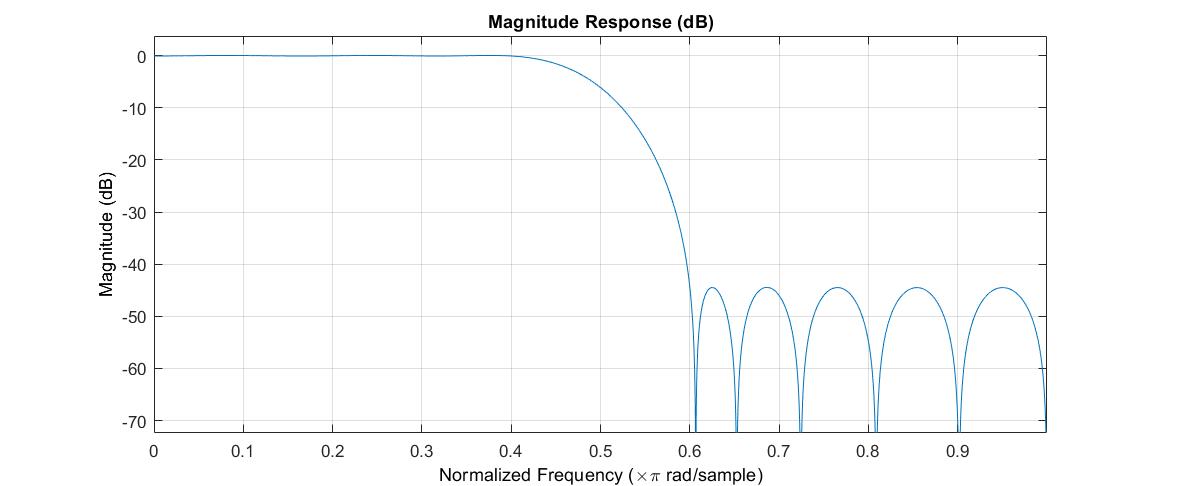 Magnitude Response (dB)
Magnitude (dB)
0
-10
-20
-30
-40
-50
-60
-70
0 0.1 0.2 0.3 0.4 0.5 0.6 0.7 0.8 0.9
Normalized Frequency (×π rad/sample)